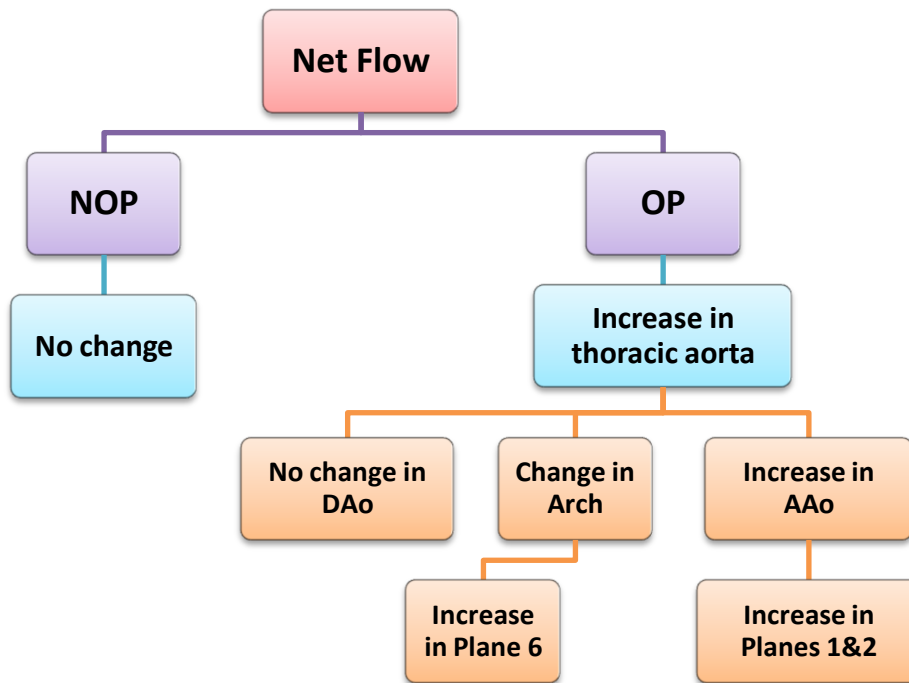 Net Flow
NOP
OP
No change
Increase in
thoracic aorta
No change in
DAo
Change in
Arch
Increase in
AAo
Increase
in Plane 6
Increase in
Planes 1&2